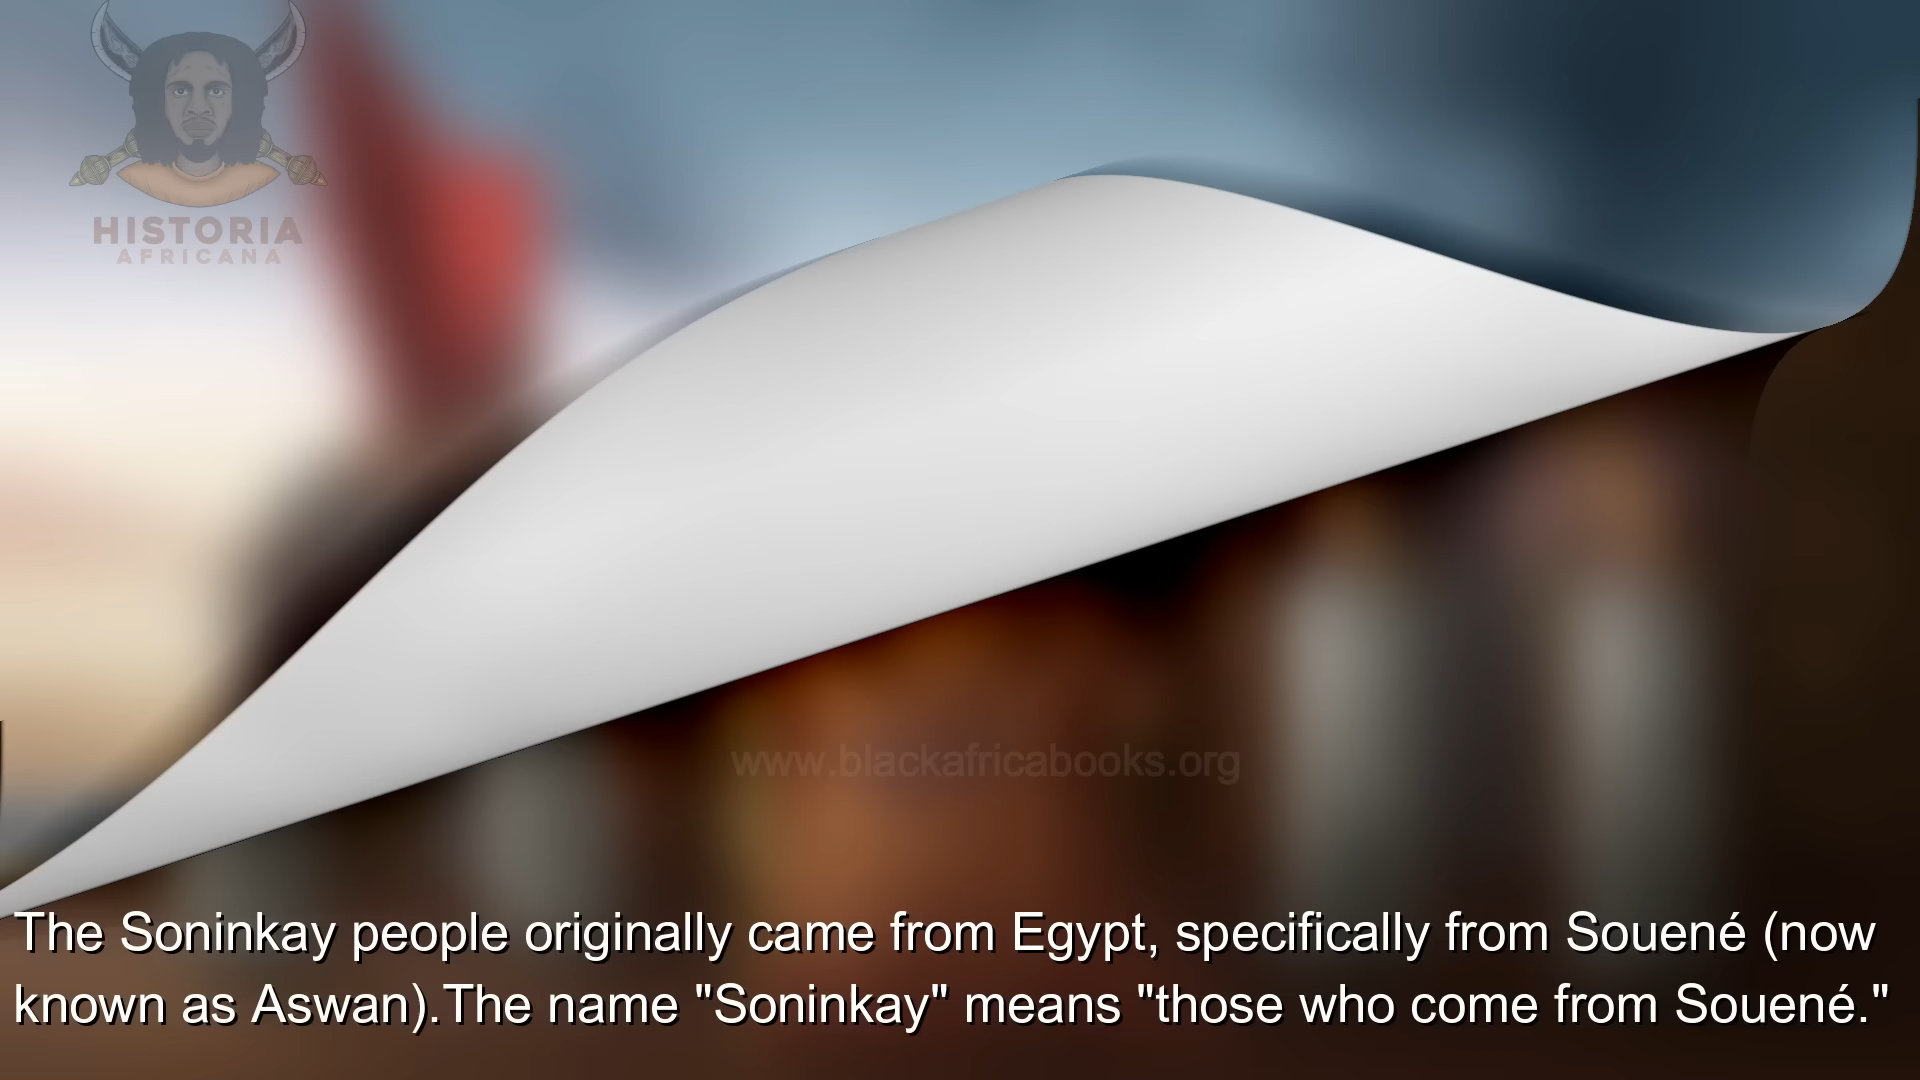 HISTORIA
AFRICANA
www.blackafricabooks.org
The Soninkay people originally came from Egypt, specifically from Souené (now
known as Aswan).The name "Soninkay" means "those who come from Souené."